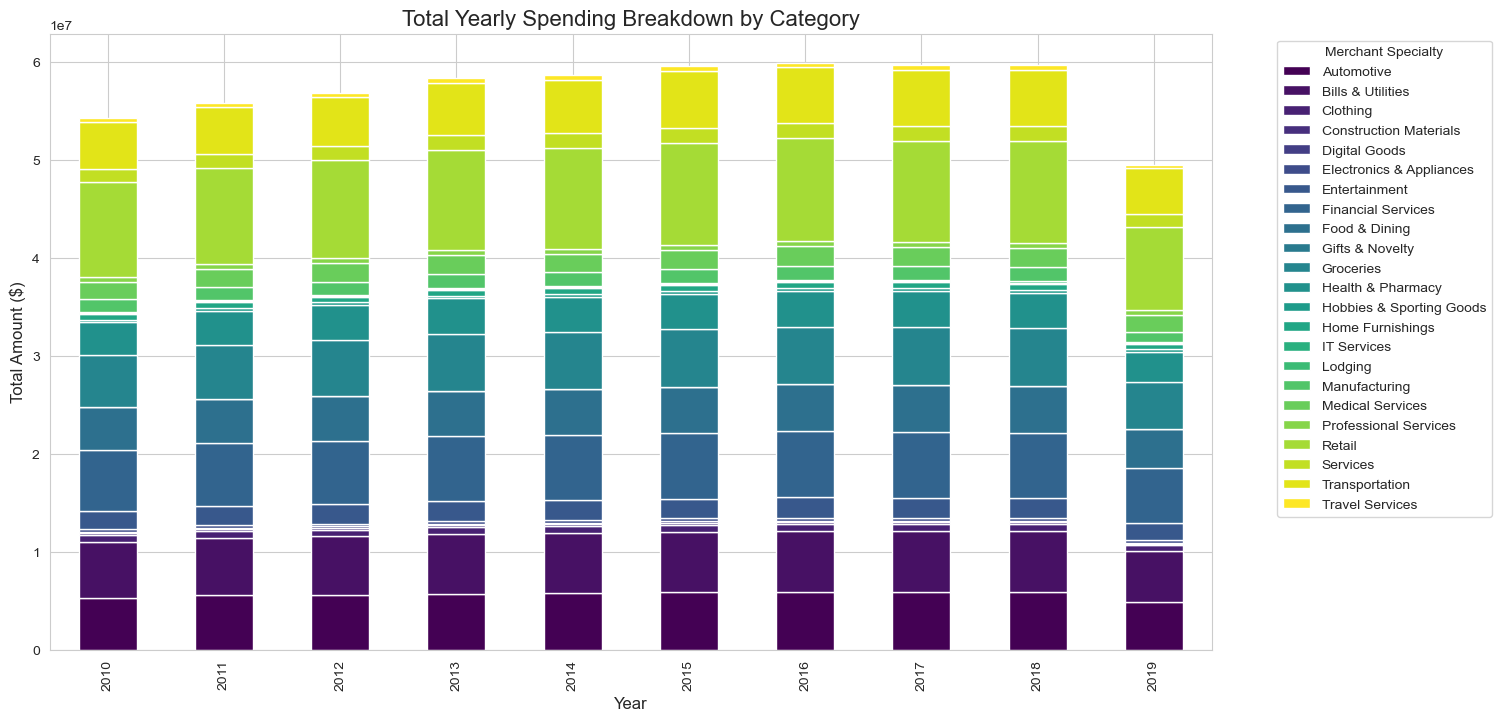 Total Yearly Spending Breakdown by Category
1e7
6
5
4
3
2
1
0
Total Amount ($)
2010
2011
2012
2013
2014
2015
2016
2017
2018
2019
Year
Merchant Specialty
Automotive
Bills & Utilities
Clothing
Construction Materials
Digital Goods
Electronics & Appliances
Entertainment
Financial Services
Food & Dining
Gifts & Novelty
Groceries
Health & Pharmacy
Hobbies & Sporting Goods
Home Furnishings
IT Services
Lodging
Manufacturing
Medical Services
Professional Services
Retail
Services
Transportation
Travel Services